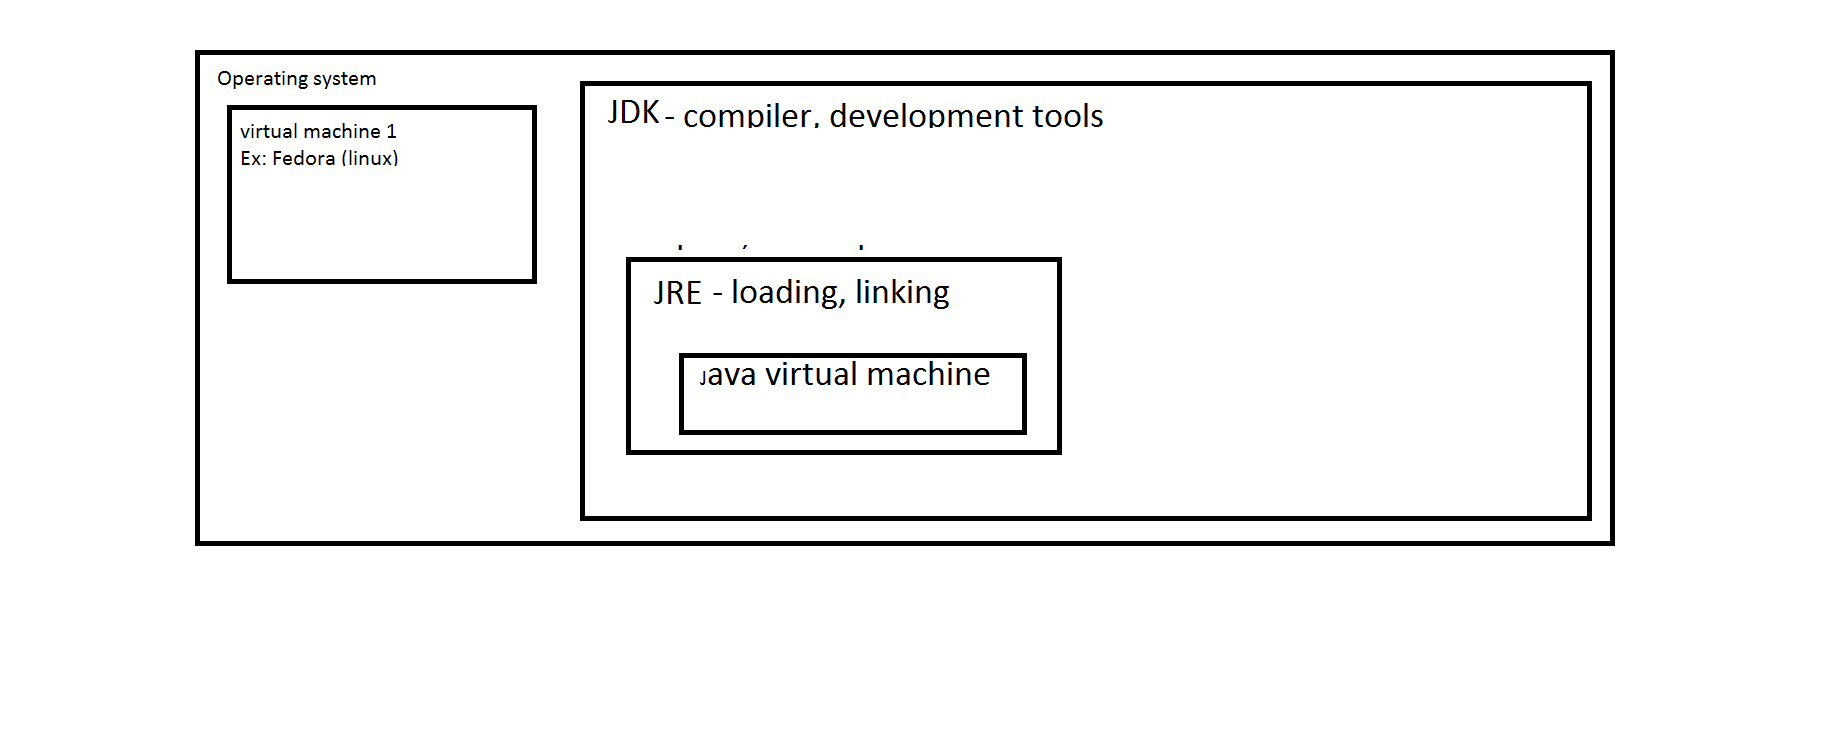 Operating system
virtual machine 1
Ex: Fedora (linux)
JDK - compiler, development tools
JRE - loading, linking
Java virtual machine